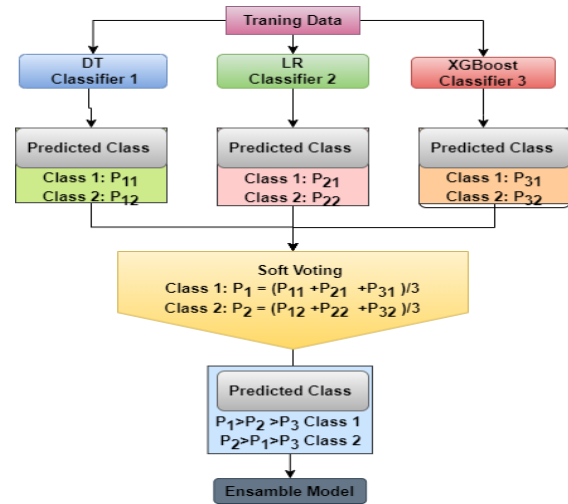 Traning Data
DT
Classifier 1
LR
Classifier 2
XGBoost
Classifier 3
Predicted Class
Class 1: P11
Class 2: P12
Predicted Class
Class 1: P21
Class 2: P22
Predicted Class
Class 1: P31
Class 2: P32
Soft Voting
Class 1: P1 = (P11 +P21 +P31 )/3
Class 2: P2 = (P12 +P22 +P32 )/3
Predicted Class
P1>P2 >P3 Class 1
P2>P1>P3 Class 2
Ensamble Model